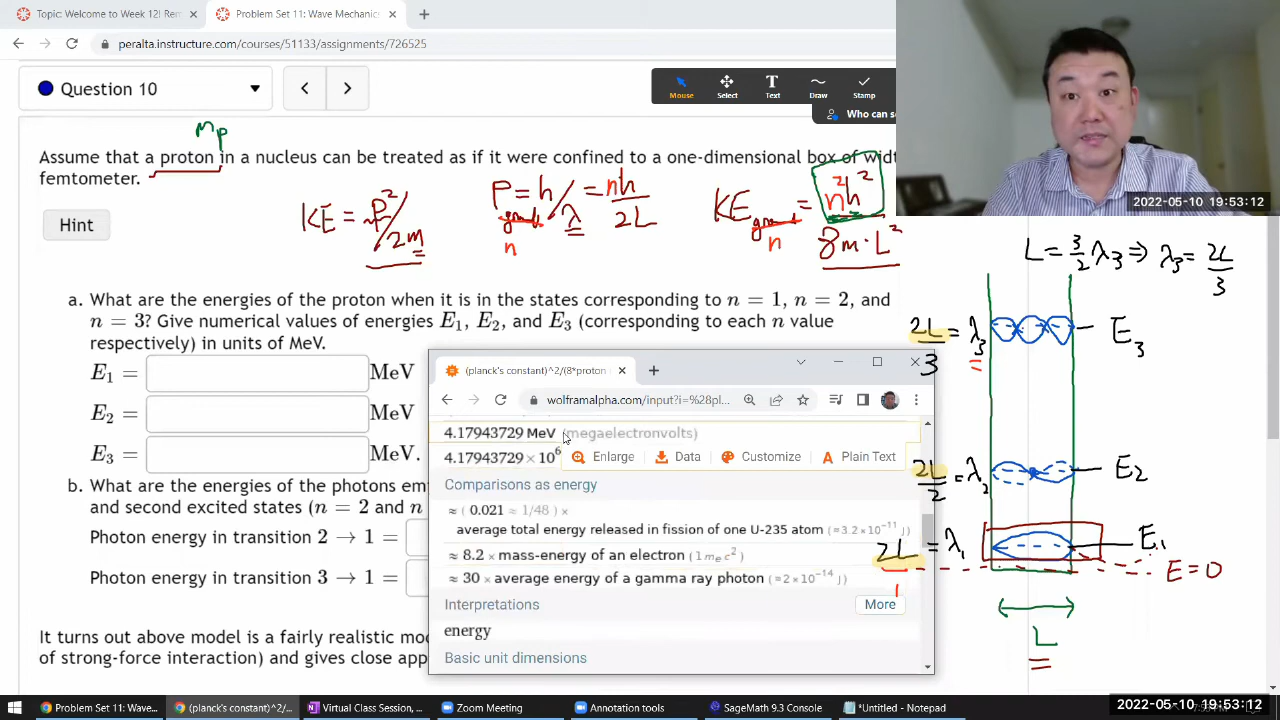 Topic: Welcome to Week 12! Rem
Problem Set 11: Wave Mechanics
peralta.instructure.com/courses/51133/assignments/726525
Question 10
Mouse
Select
Text
Draw
Stamp
Who can se
2022-05-10 19:53:12
mp
Assume that a proton in a nucleus can be treated as if it were confined to a one-dimensional box of widt
femtometer.
Hint
KE = p²/2m
P = h/λ = nh/2L
n
KE = n²h²/8m·L²
n
L = 3/2 λ3 ⇒ λ3 = 2L/3
a. What are the energies of the proton when it is in the states corresponding to n = 1, n = 2, and
n = 3? Give numerical values of energies E1, E2, and E3 (corresponding to each n value
respectively) in units of MeV.
E1 = MeV
E2 = MeV
E3 = MeV.
b. What are the energies of the photons em
and second excited states (n = 2 and n
Photon energy in transition 2 → 1 =
Photon energy in transition 3 → 1 =
It turns out above model is a fairly realistic mo
of strong-force interaction) and gives close app
(planck's constant)^2/(8*proton
wolframalpha.com/input?i=%28pl...
4.17943729 MeV (megaelectronvolts)
4.17943729×10⁶
Enlarge
Data
Customize
Plain Text
Comparisons as energy
≈ ( 0.021 ≈ 1/48 ) ×
average total energy released in fission of one U-235 atom (≈3.2×10⁻¹¹ J)
≈ 8.2 × mass-energy of an electron ( 1 me c² )
≈ 30 × average energy of a gamma ray photon (≈2×10⁻¹⁴ J)
Interpretations
More
energy
Basic unit dimensions
2L/3 = λ3
E3
2L/2 = λ2
E2
2L/1 = λ1
E1
E=0
L
Problem Set 11: Wave...
(planck's constant)^2/...
Virtual Class Session, ...
Zoom Meeting
Annotation tools
SageMath 9.3 Console
*Untitled - Notepad
2022-05-10 19:53:12